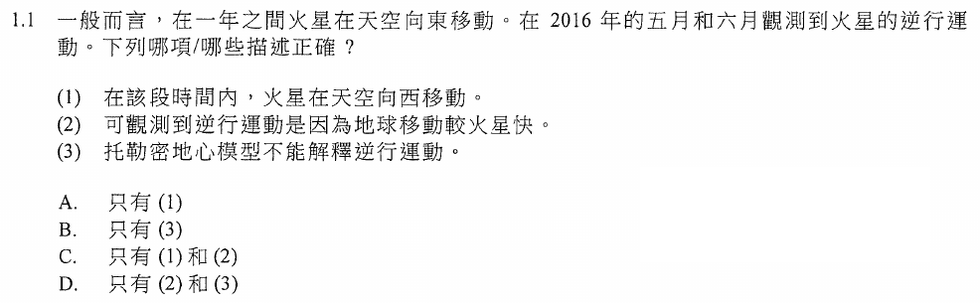 1.1 一般而言，在一年之間火星在天空向東移動。在 2016 年的五月和六月觀測到火星的逆行運
動。下列哪項/哪些描述正確？
(1) 在該段時間內，火星在天空向西移動。
(2) 可觀測到逆行運動是因為地球移動較火星快。
(3) 托勒密地心模型不能解釋逆行運動。
A. 只有 (1)
B. 只有 (3)
C. 只有 (1) 和 (2)
D. 只有 (2) 和 (3)